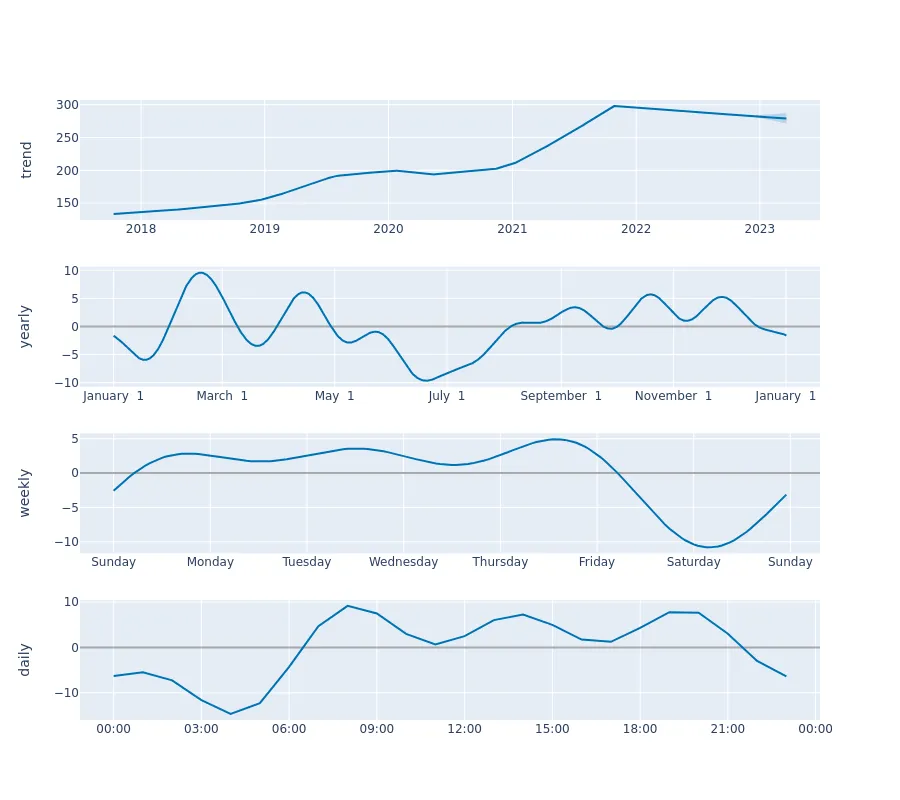 trend
300
250
200
150
2018 2019 2020 2021 2022 2023
yearly
10
5
0
−5
−10
January 1 March 1 May 1 July 1 September 1 November 1 January 1
weekly
5
0
−5
−10
Sunday Monday Tuesday Wednesday Thursday Friday Saturday Sunday
daily
10
0
−10
00:00 03:00 06:00 09:00 12:00 15:00 18:00 21:00 00:00